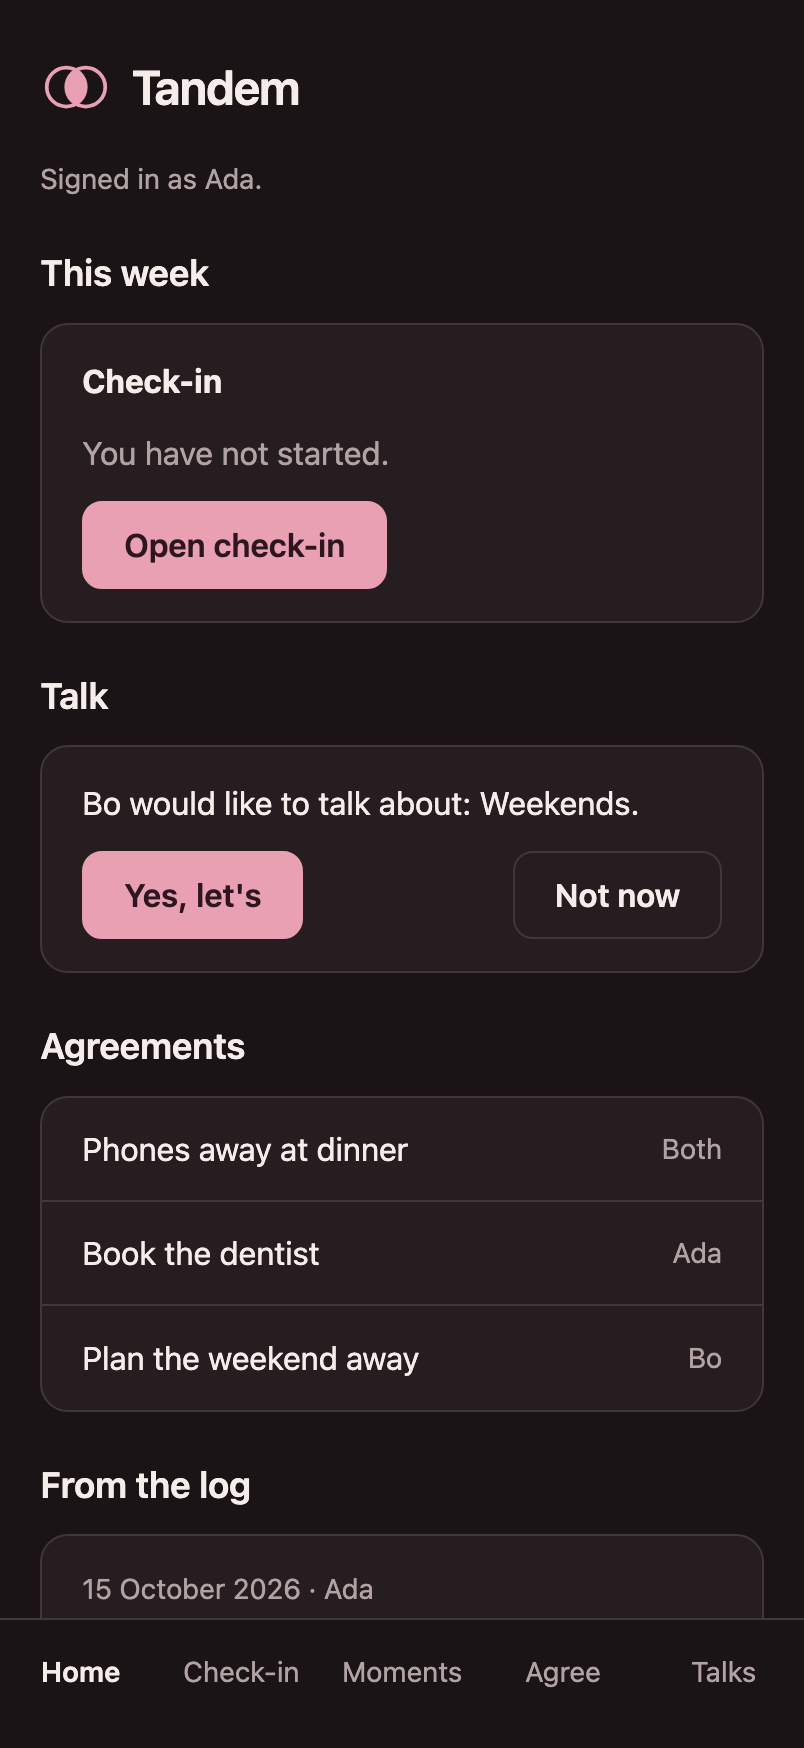 Tandem
Signed in as Ada.
This week
Check-in
You have not started.
Open check-in
Talk
Bo would like to talk about: Weekends.
Yes, let's
Not now
Agreements
Phones away at dinner
Both
Book the dentist
Ada
Plan the weekend away
Bo
From the log
15 October 2026 · Ada
Home
Check-in
Moments
Agree
Talks